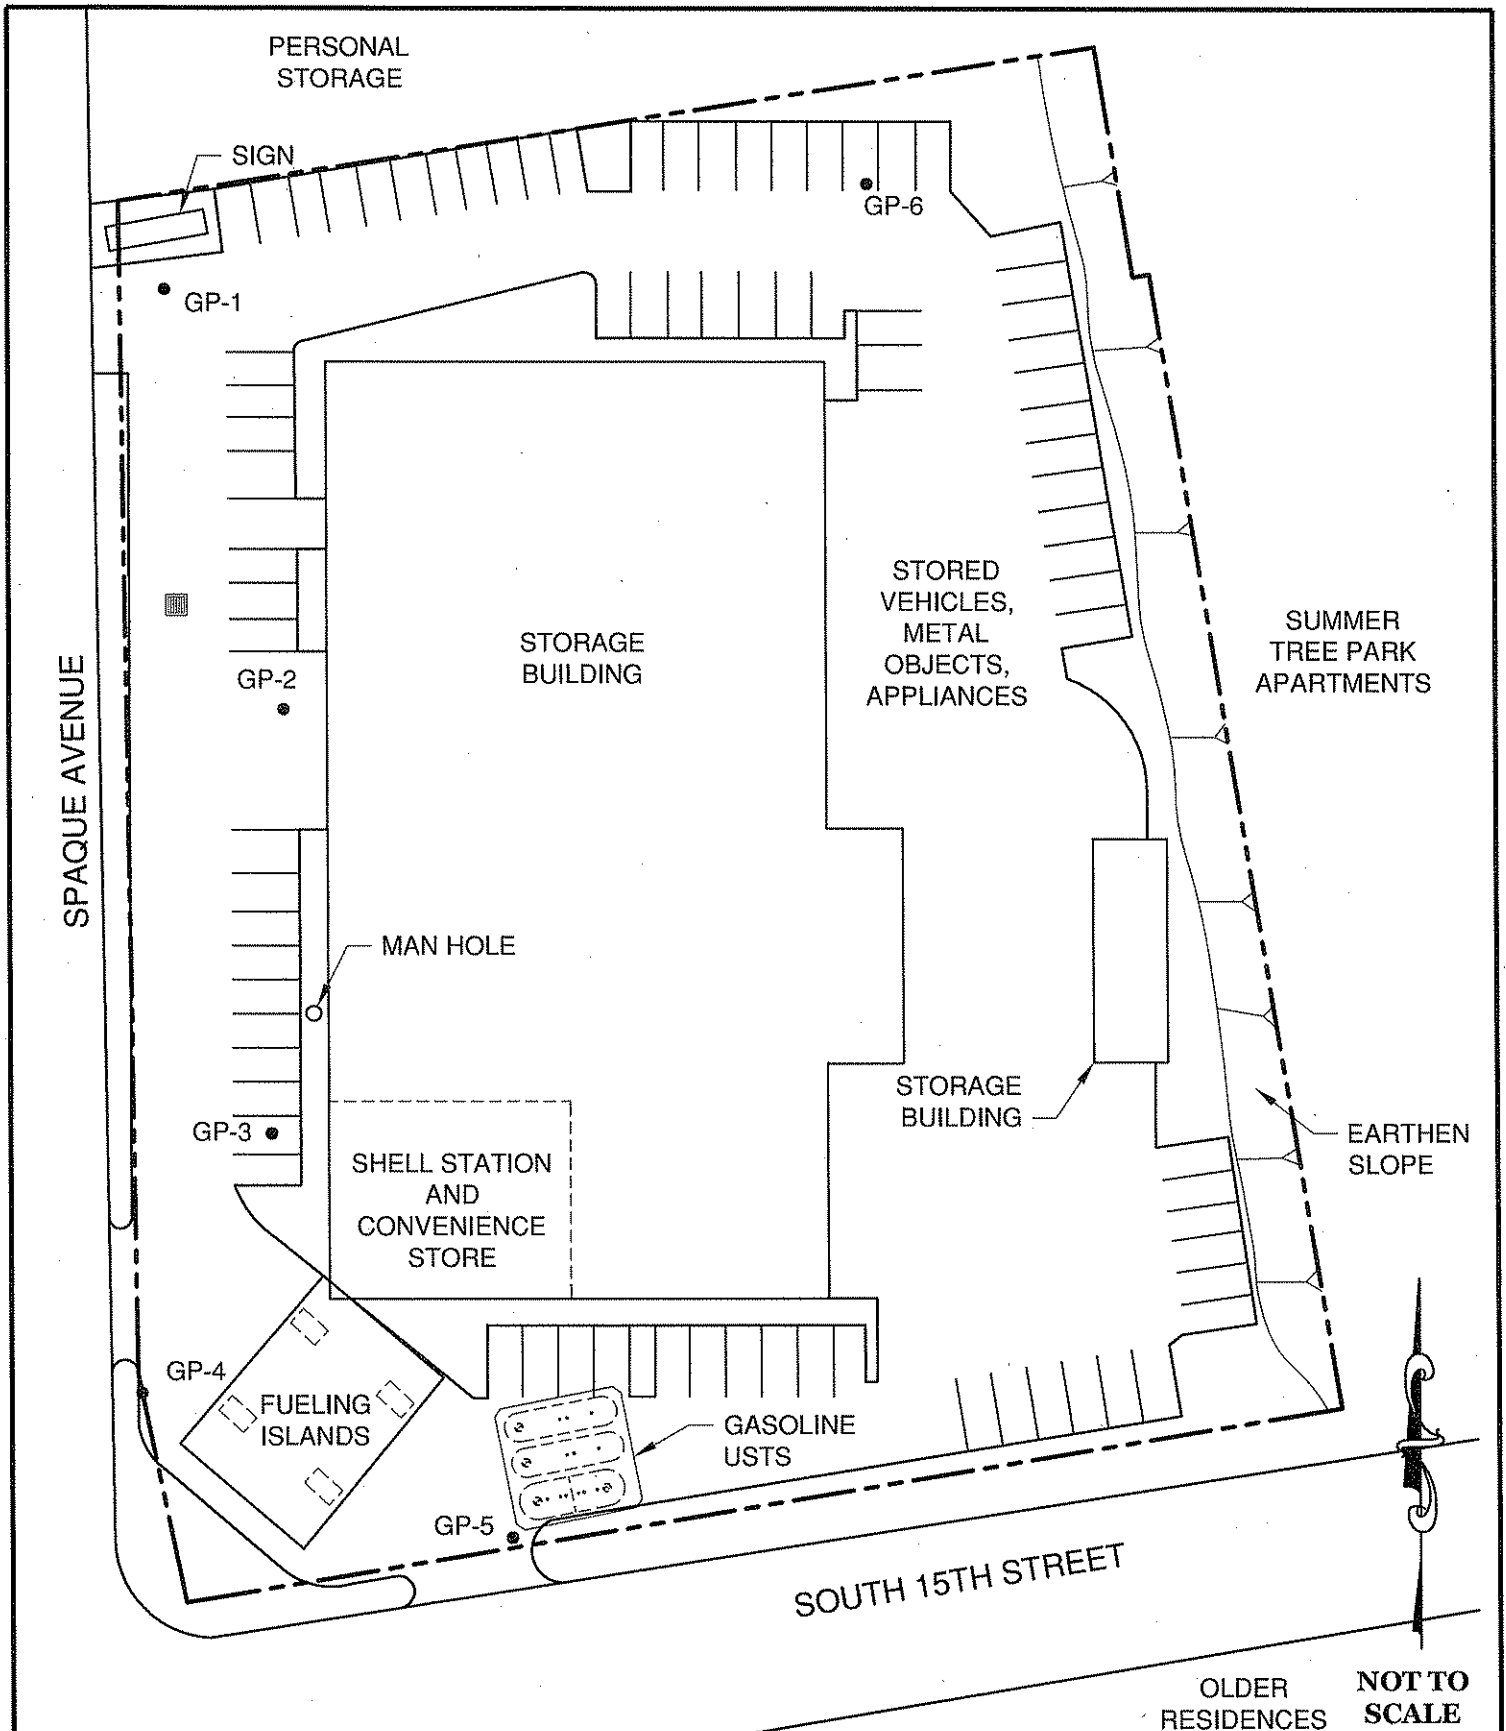 PERSONAL
STORAGE
SIGN
GP-6
GP-1
STORED
VEHICLES,
METAL
OBJECTS,
APPLIANCES
SUMMER
TREE PARK
APARTMENTS
STORAGE
BUILDING
GP-2
SPAQUE AVENUE
MAN HOLE
STORAGE
BUILDING
GP-3
EARTHEN
SLOPE
SHELL STATION
AND
CONVENIENCE
STORE
GP-4
FUELING
ISLANDS
GASOLINE
USTS
GP-5
SOUTH 15TH STREET
OLDER
RESIDENCES
NOT TO
SCALE